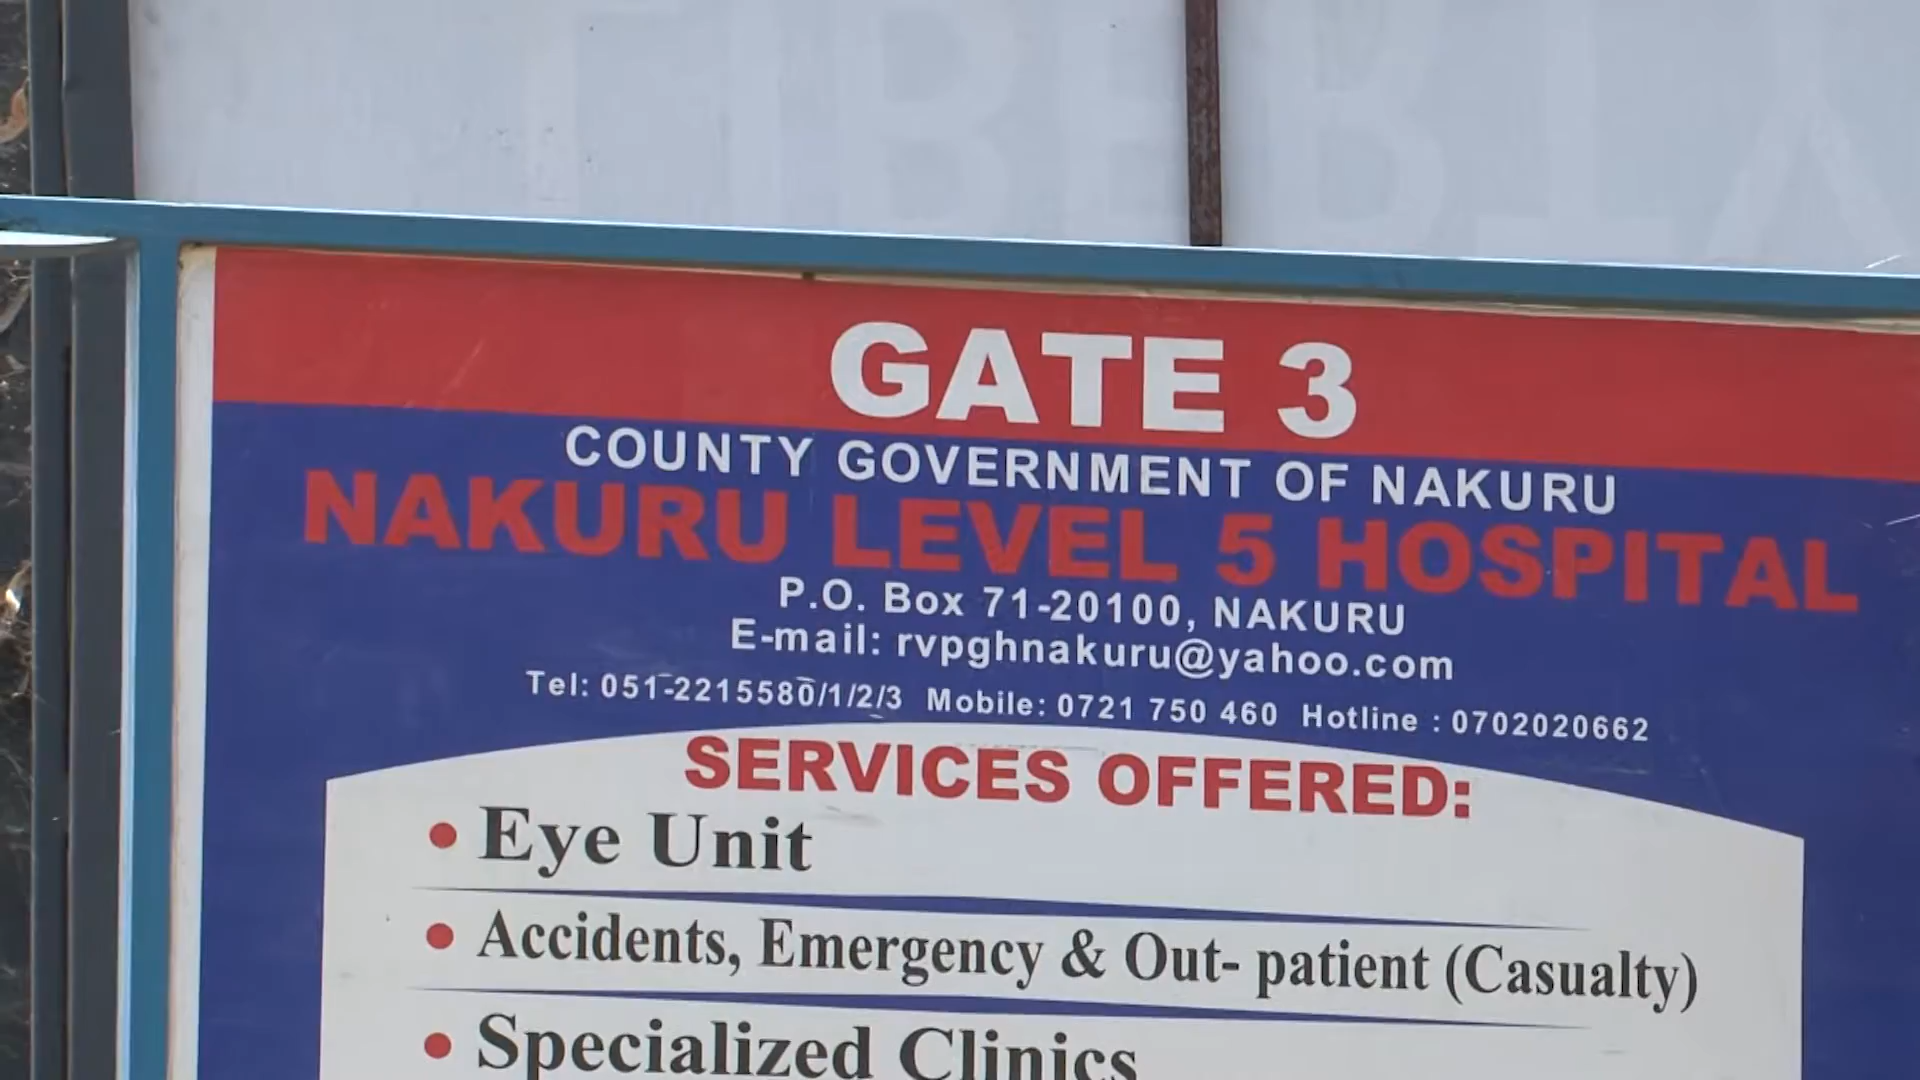 GATE 3
COUNTY GOVERNMENT OF NAKURU
NAKURU LEVEL 5 HOSPITAL
P.O. Box 71-20100, NAKURU
E-mail: rvpghnakuru@yahoo.com
Tel: 051-2215580/1/2/3 Mobile: 0721 750 460 Hotline : 0702020662
SERVICES OFFERED:
• Eye Unit
• Accidents, Emergency & Out- patient (Casualty)
• Specialized Clinics